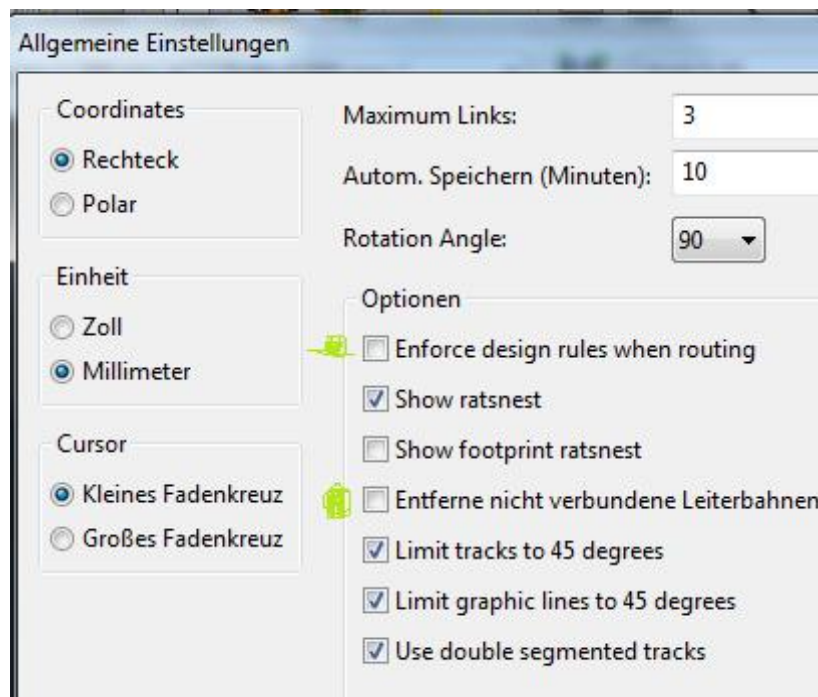 Allgemeine Einstellungen
Coordinates
Rechteck
Polar
Einheit
Zoll
Millimeter
Cursor
Kleines Fadenkreuz
Großes Fadenkreuz
Maximum Links:
3
Autom. Speichern (Minuten):
10
Rotation Angle:
90
Optionen
Enforce design rules when routing
Show ratsnest
Show footprint ratsnest
Entferne nicht verbundene Leiterbahnen
Limit tracks to 45 degrees
Limit graphic lines to 45 degrees
Use double segmented tracks